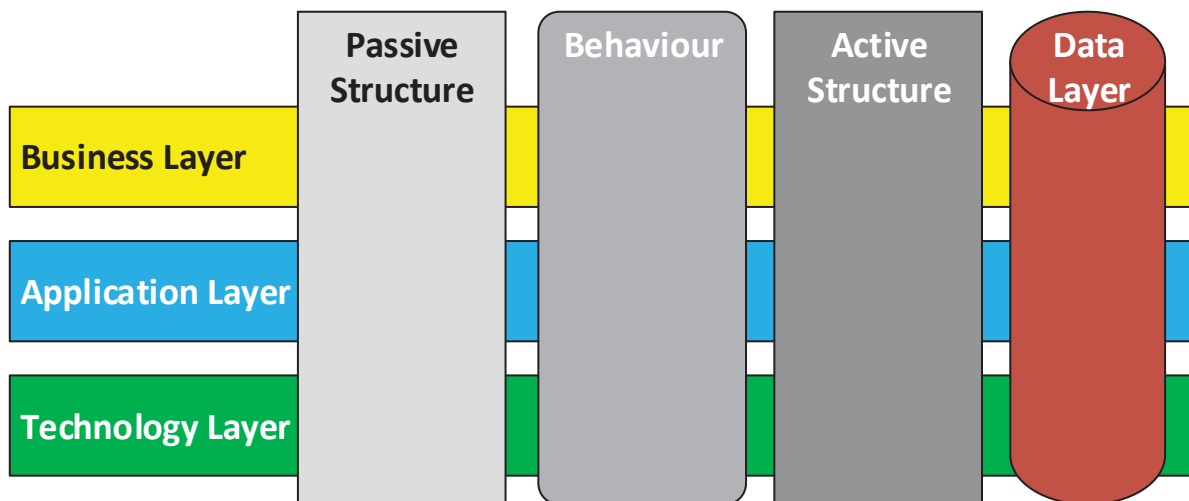 Passive
Structure
Behaviour
Active
Structure
Data
Layer
Business Layer
Application Layer
Technology Layer